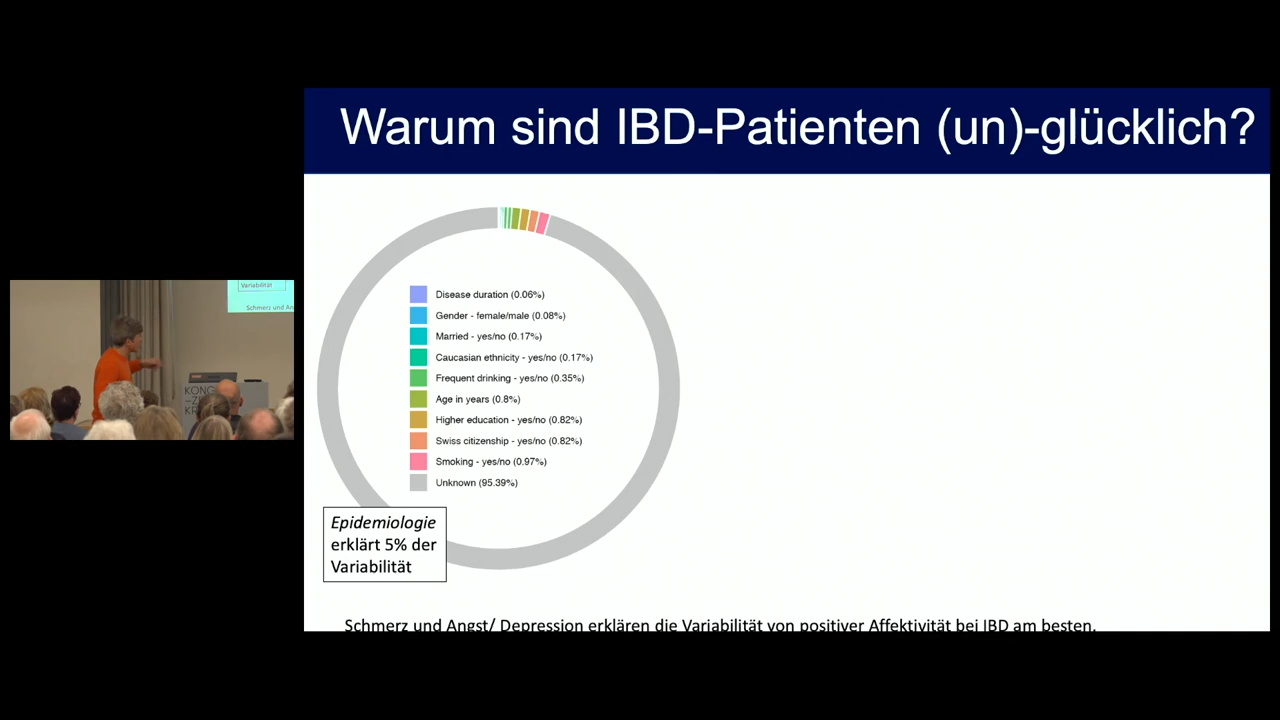 Warum sind IBD-Patienten (un)-glücklich?
Disease duration (0.06%)
Gender - female/male (0.08%)
Married - yes/no (0.17%)
Caucasian ethnicity - yes/no (0.17%)
Frequent drinking - yes/no (0.35%)
Age in years (0.8%)
Higher education - yes/no (0.82%)
Swiss citizenship - yes/no (0.82%)
Smoking - yes/no (0.97%)
Unknown (95.39%)
Epidemiologie
erklärt 5% der
Variabilität
Schmerz und Angst/ Depression erklären die Variabilität von positiver Affektivität bei IBD am besten.
Variabilität
Schmerz und An
KONG